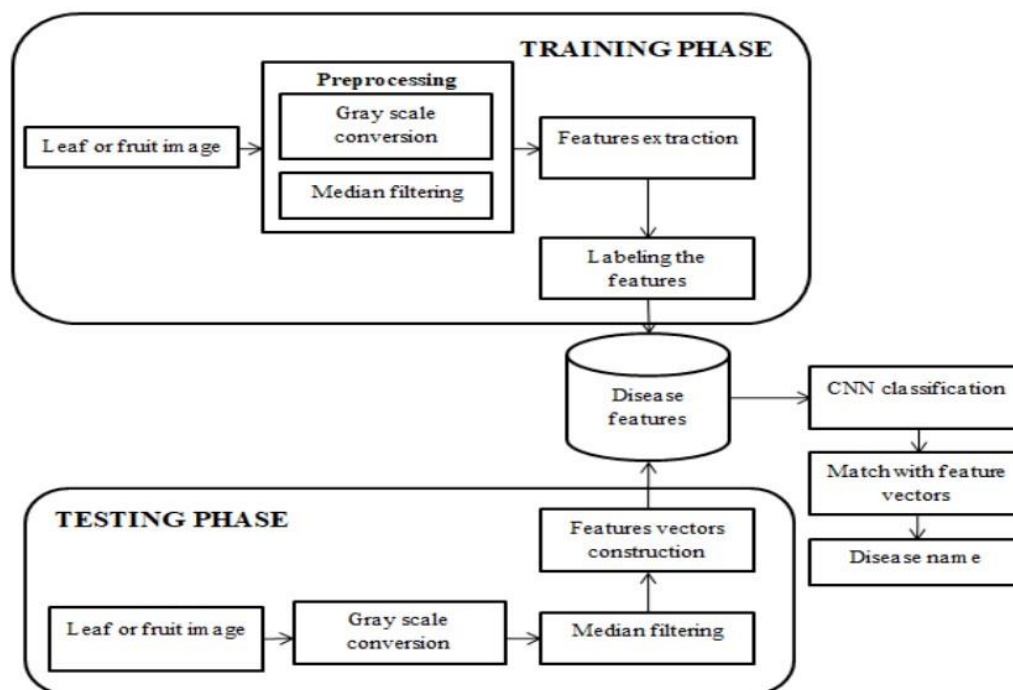 TRAINING PHASE
Preprocessing
Gray scale
conversion
Median filtering
Leaf or fruit image
Features extraction
Labeling the
features
Disease
features
CNN classification
Match with feature
vectors
Disease name
TESTING PHASE
Features vectors
construction
Leaf or fruit image
Gray scale
conversion
Median filtering